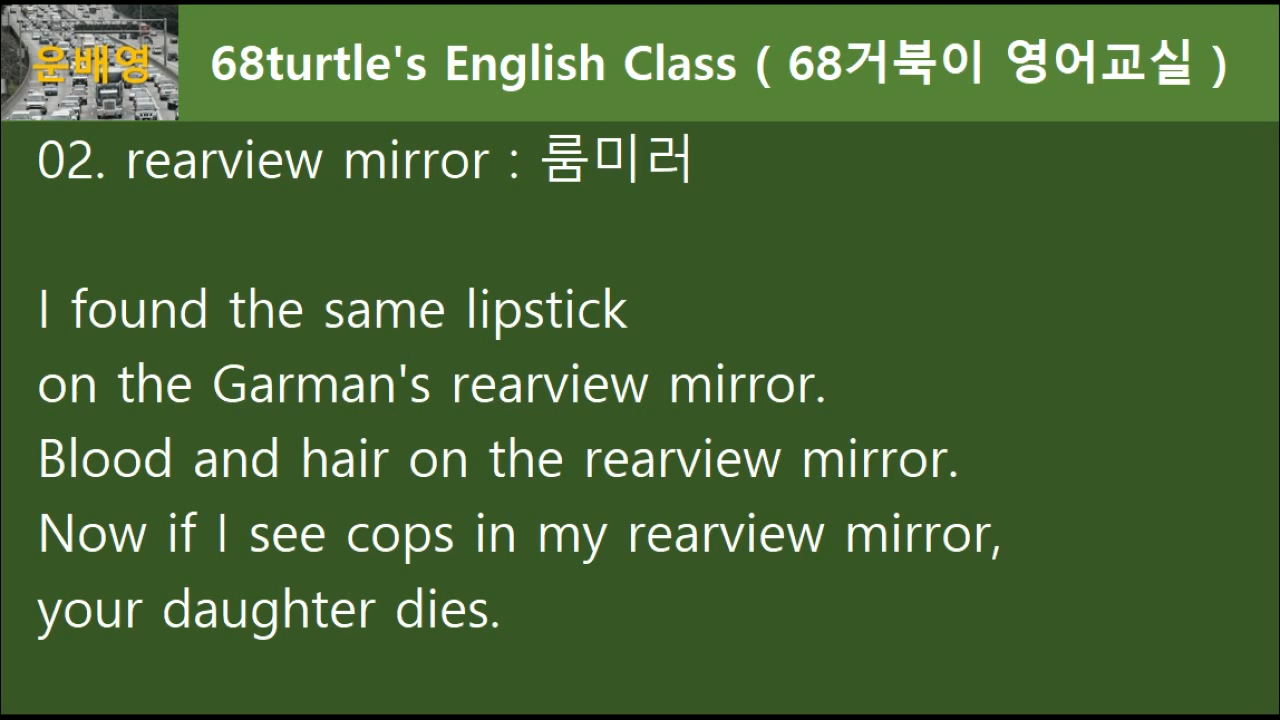 윤배영
68turtle's English Class ( 68거북이 영어교실 )
02. rearview mirror : 룸미러
I found the same lipstick
on the Garman's rearview mirror.
Blood and hair on the rearview mirror.
Now if I see cops in my rearview mirror,
your daughter dies.